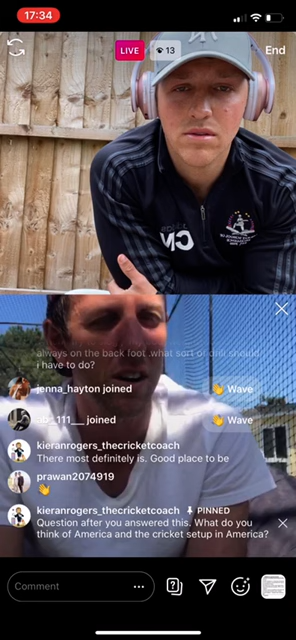 17:34
LIVE
13
End
always on the back foot .what sort of drill should
i have to do?
jenna_hayton joined
Wave
joined
Wave
kieranrogers_thecricketcoach
There most definitely is. Good place to be
prawan2074919
kieranrogers_thecricketcoach PINNED
Question after you answered this. What do you
think of America and the cricket setup in America?
Comment